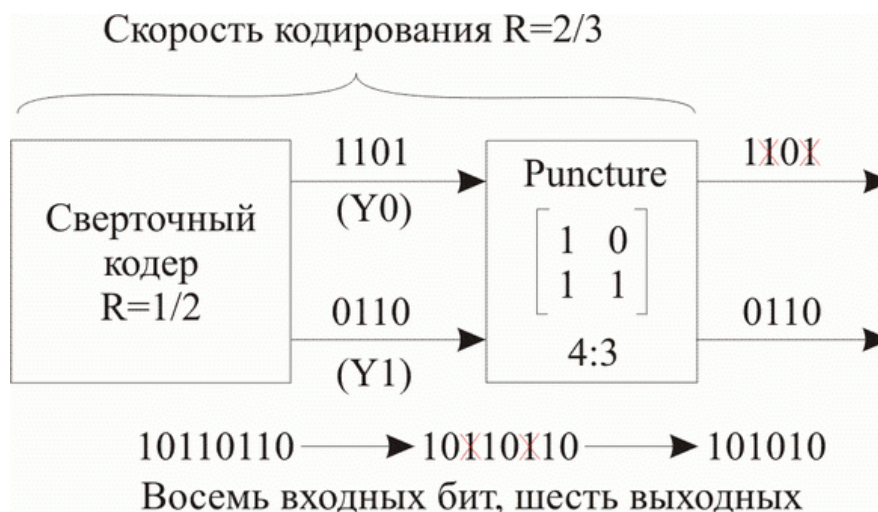 Скорость кодирования R=2/3
Сверточный
кодер
R=1/2
1101
(Y0)
0110
(Y1)
Puncture
1 0
1 1
4:3
1101
0110
10110110 10110110 101010
Восемь входных бит, шесть выходных